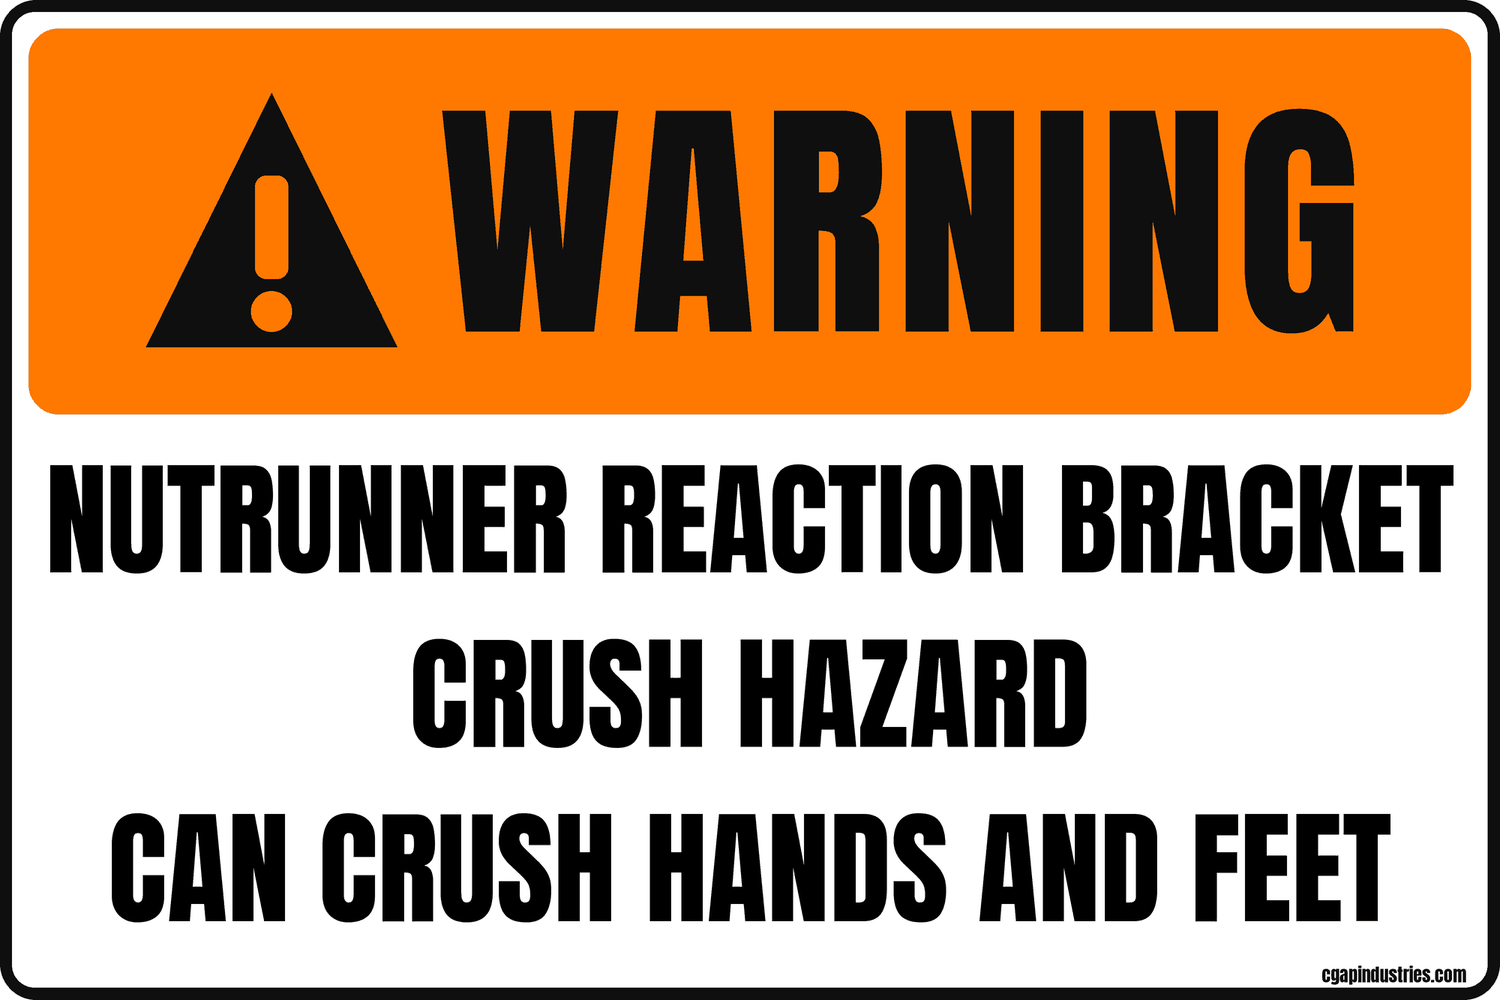 WARNING
NUTRUNNER REACTION BRACKET
CRUSH HAZARD
CAN CRUSH HANDS AND FEET
cgapindustries.com